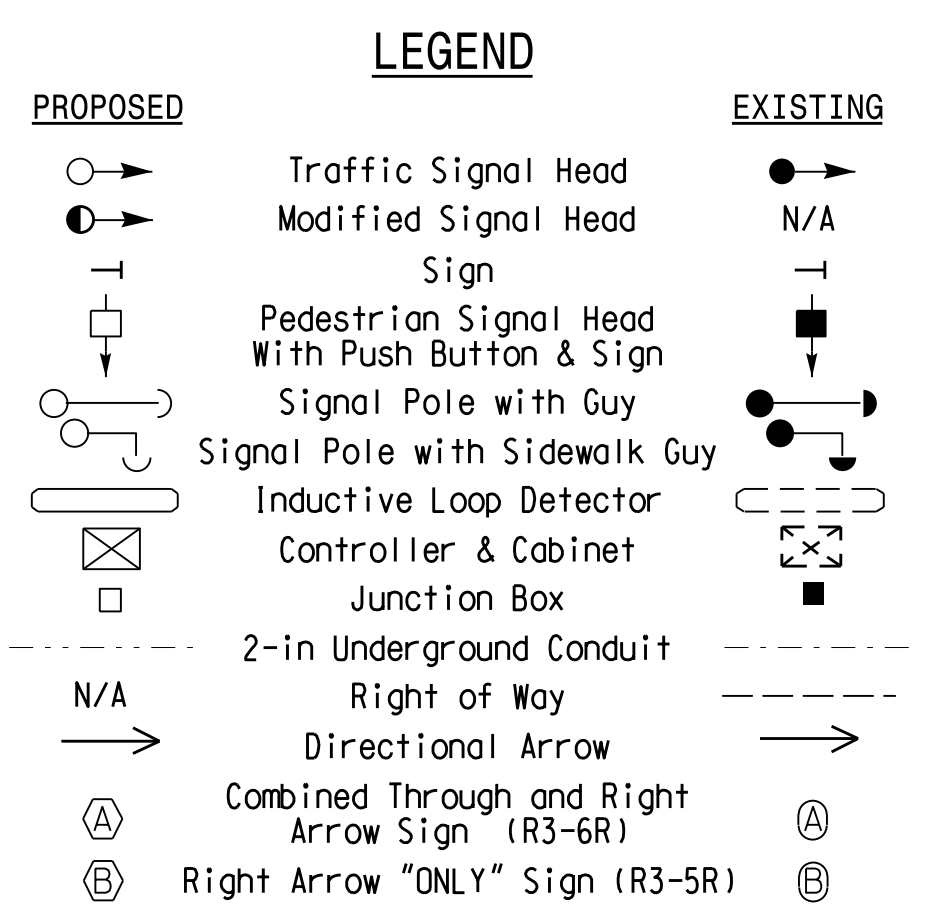 LEGEND
PROPOSED EXISTING
Traffic Signal Head
Modified Signal Head N/A
Sign
Pedestrian Signal Head
With Push Button & Sign
Signal Pole with Guy
Signal Pole with Sidewalk Guy
Inductive Loop Detector
Controller & Cabinet
Junction Box
2-in Underground Conduit
N/A Right of Way
Directional Arrow
Combined Through and Right
A Arrow Sign (R3-6R) A
B Right Arrow "ONLY" Sign (R3-5R) B